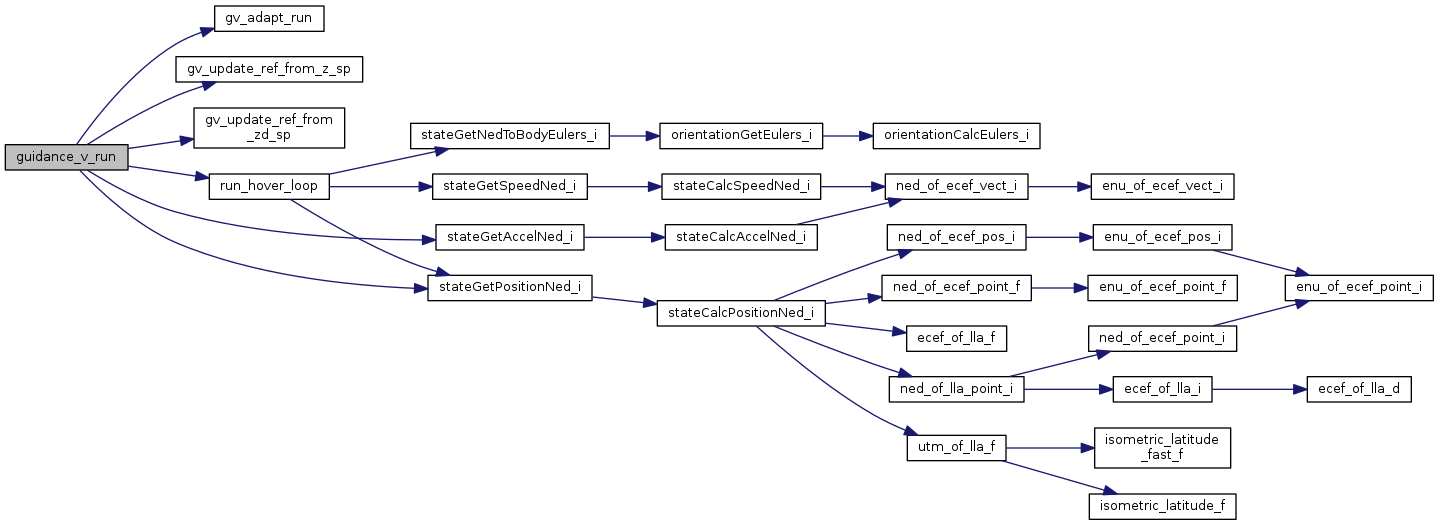 gv_adapt_run
gv_update_ref_from_z_sp
gv_update_ref_from
_zd_sp
guidance_v_run
run_hover_loop
stateGetNedToBodyEulers_i
orientationGetEulers_i
orientationCalcEulers_i
stateGetSpeedNed_i
stateCalcSpeedNed_i
ned_of_ecef_vect_i
enu_of_ecef_vect_i
stateGetAccelNed_i
stateCalcAccelNed_i
ned_of_ecef_pos_i
enu_of_ecef_pos_i
stateGetPositionNed_i
ned_of_ecef_point_f
enu_of_ecef_point_f
enu_of_ecef_point_i
stateCalcPositionNed_i
ecef_of_lla_f
ned_of_ecef_point_i
ned_of_lla_point_i
ecef_of_lla_i
ecef_of_lla_d
utm_of_lla_f
isometric_latitude
_fast_f
isometric_latitude_f